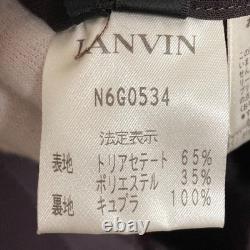 LANVIN
N6G0534
法定表示
表地 トリアセテート 65%
ポリエステル 35%
裏地 キュプラ 100%